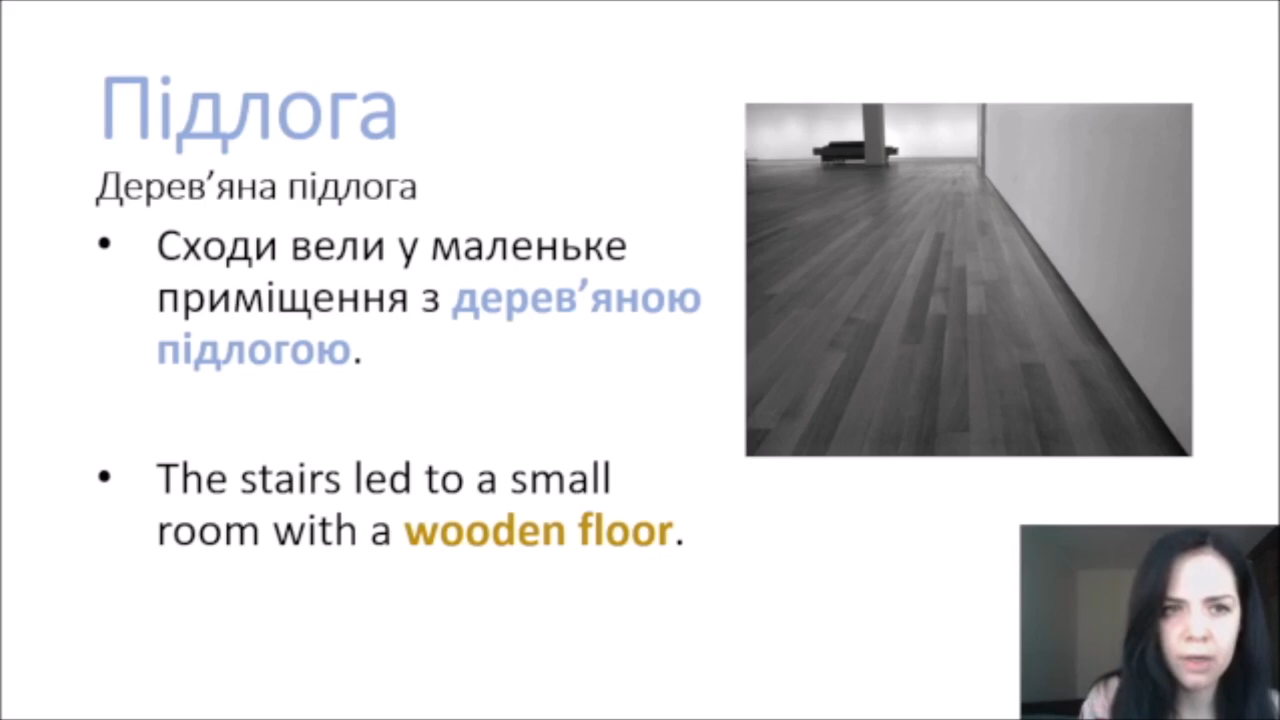 Підлога
Дерев’яна підлога
• Сходи вели у маленьке
приміщення з дерев’яною
підлогою.
• The stairs led to a small
room with a wooden floor.